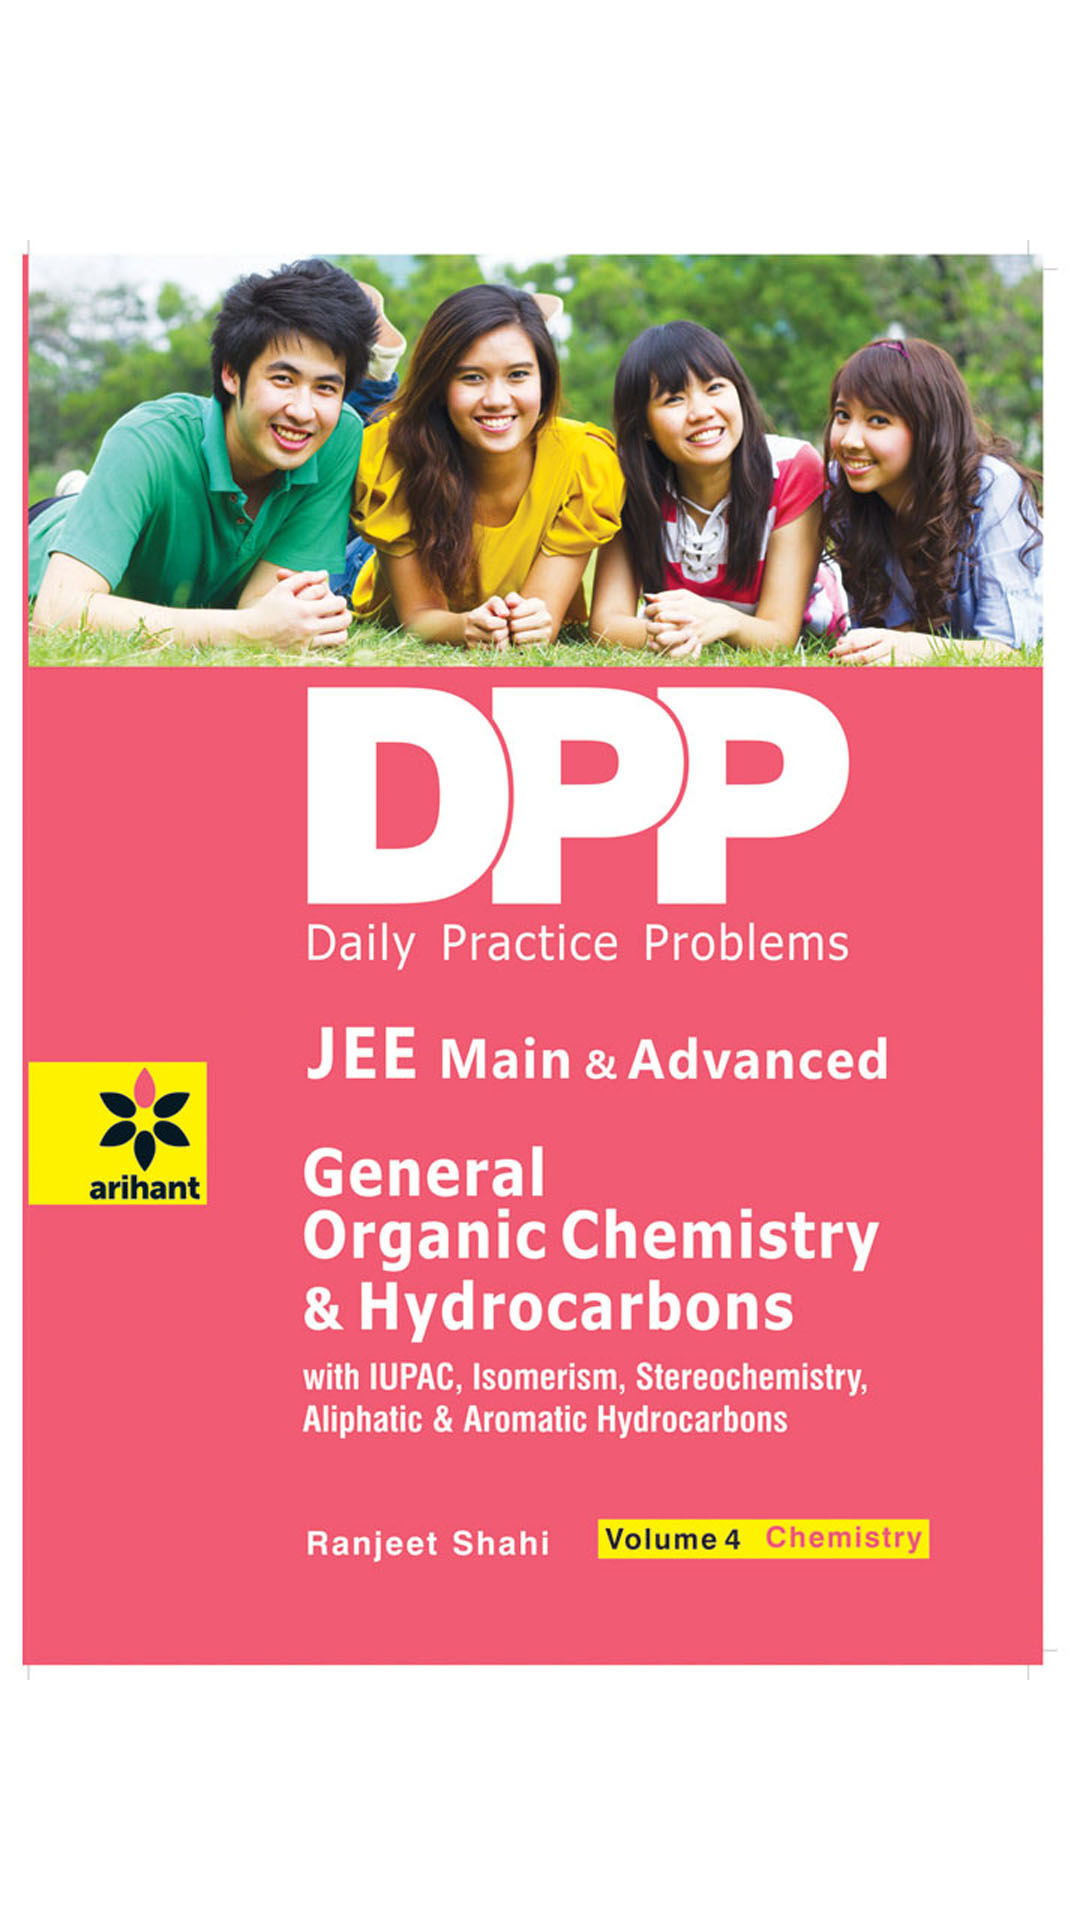 DPP
Daily Practice Problems
JEE Main & Advanced
arihant
General
Organic Chemistry
& Hydrocarbons
with IUPAC, Isomerism, Stereochemistry,
Aliphatic & Aromatic Hydrocarbons
Ranjeet Shahi
Volume 4 Chemistry